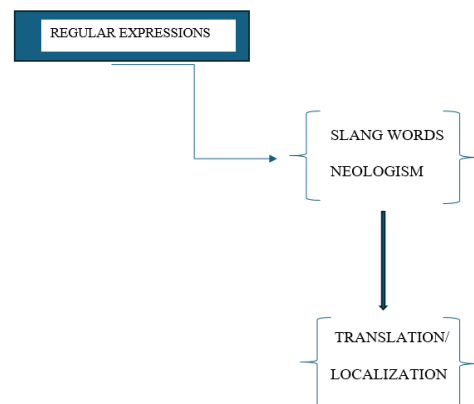 REGULAR EXPRESSIONS
SLANG WORDS
NEOLOGISM
TRANSLATION/
LOCALIZATION